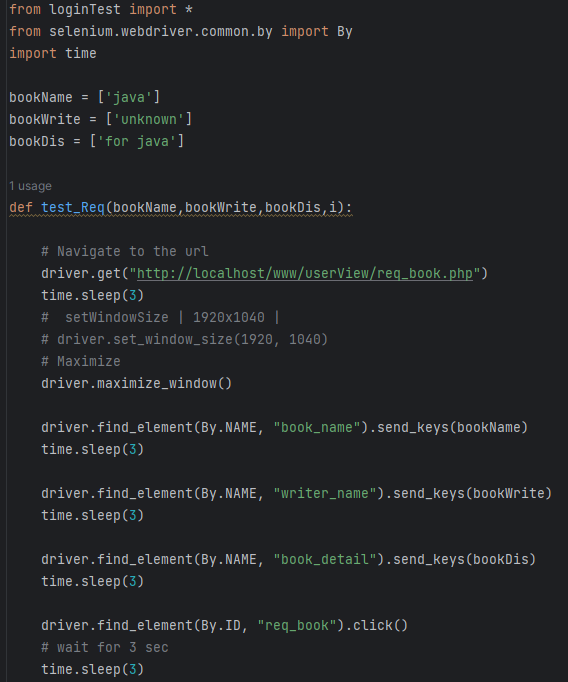 from loginTest import *
from selenium.webdriver.common.by import By
import time
bookName = ['java']
bookWrite = ['unknown']
bookDis = ['for java']
1 usage
def test_Req(bookName,bookWrite,bookDis,i):
# Navigate to the url
driver.get("http://localhost/www/userView/req_book.php")
time.sleep(3)
#  setWindowSize | 1920x1040 |
# driver.set_window_size(1920, 1040)
# Maximize
driver.maximize_window()
driver.find_element(By.NAME, "book_name").send_keys(bookName)
time.sleep(3)
driver.find_element(By.NAME, "writer_name").send_keys(bookWrite)
time.sleep(3)
driver.find_element(By.NAME, "book_detail").send_keys(bookDis)
time.sleep(3)
driver.find_element(By.ID, "req_book").click()
# wait for 3 sec
time.sleep(3)